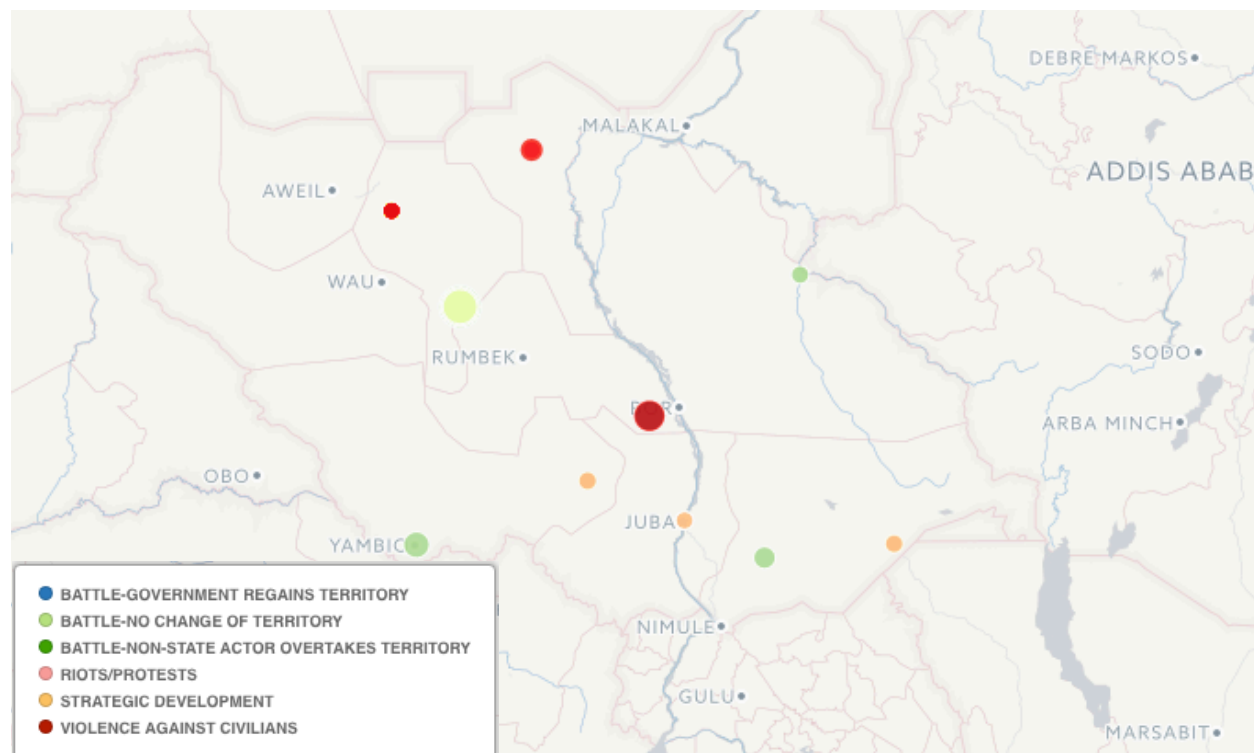 DEBRE MARKOS
MALAKAL
ADDIS ABAB
AWEIL
WAU
RUMBEK
SODO
ARBA MINCH
OBO
JUBA
YAMBIO
NIMULE
GULU
MARSABIT
BATTLE-GOVERNMENT REGAINS TERRITORY
BATTLE-NO CHANGE OF TERRITORY
BATTLE-NON-STATE ACTOR OVERTAKES TERRITORY
RIOTS/PROTESTS
STRATEGIC DEVELOPMENT
VIOLENCE AGAINST CIVILIANS